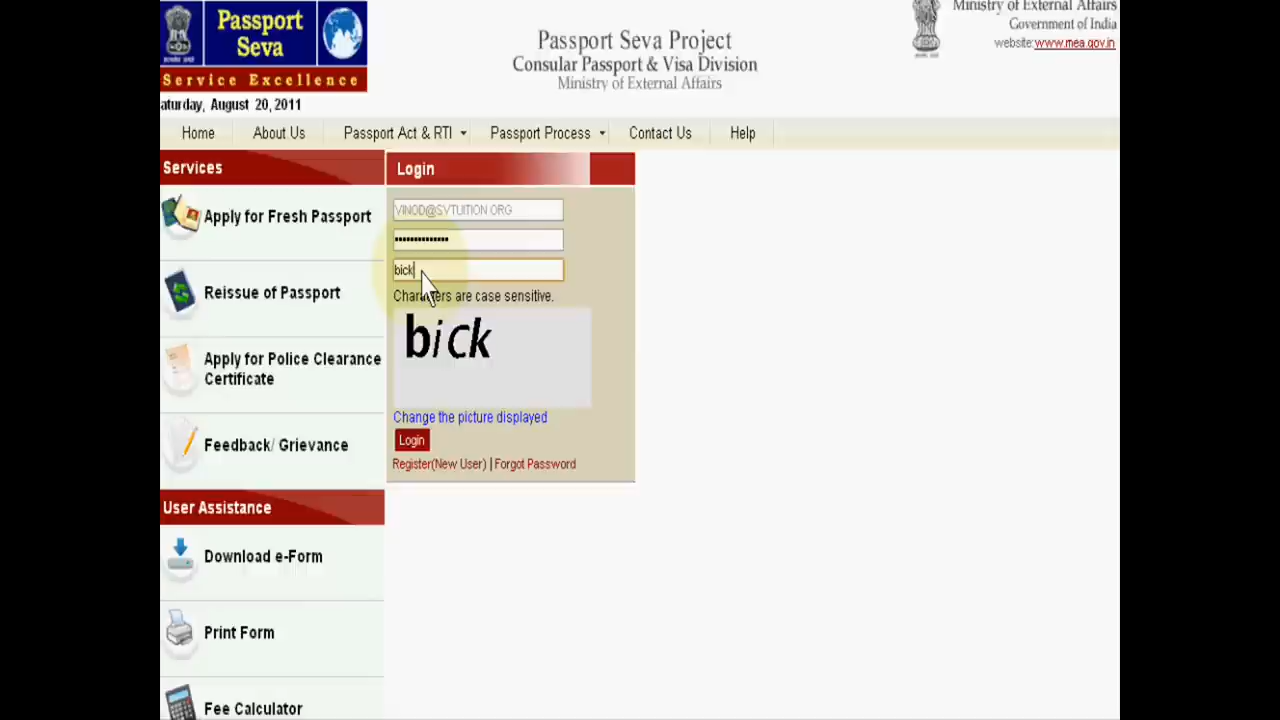 Passport
Seva
Service Excellence
Passport Seva Project
Consular Passport & Visa Division
Ministry of External Affairs
Ministry of External Affairs
Government of India
website:www.mea.gov.in
aturday, August 20, 2011
Home About Us Passport Act & RTI Passport Process Contact Us Help
Services
Apply for Fresh Passport
Reissue of Passport
Apply for Police Clearance
Certificate
Feedback/ Grievance
User Assistance
Download e-Form
Print Form
Fee Calculator
Login
VINOD@SVTUITION.ORG
••••••••••••••
bick
Characters are case sensitive.
bick
Change the picture displayed
Login
Register(New User) | Forgot Password